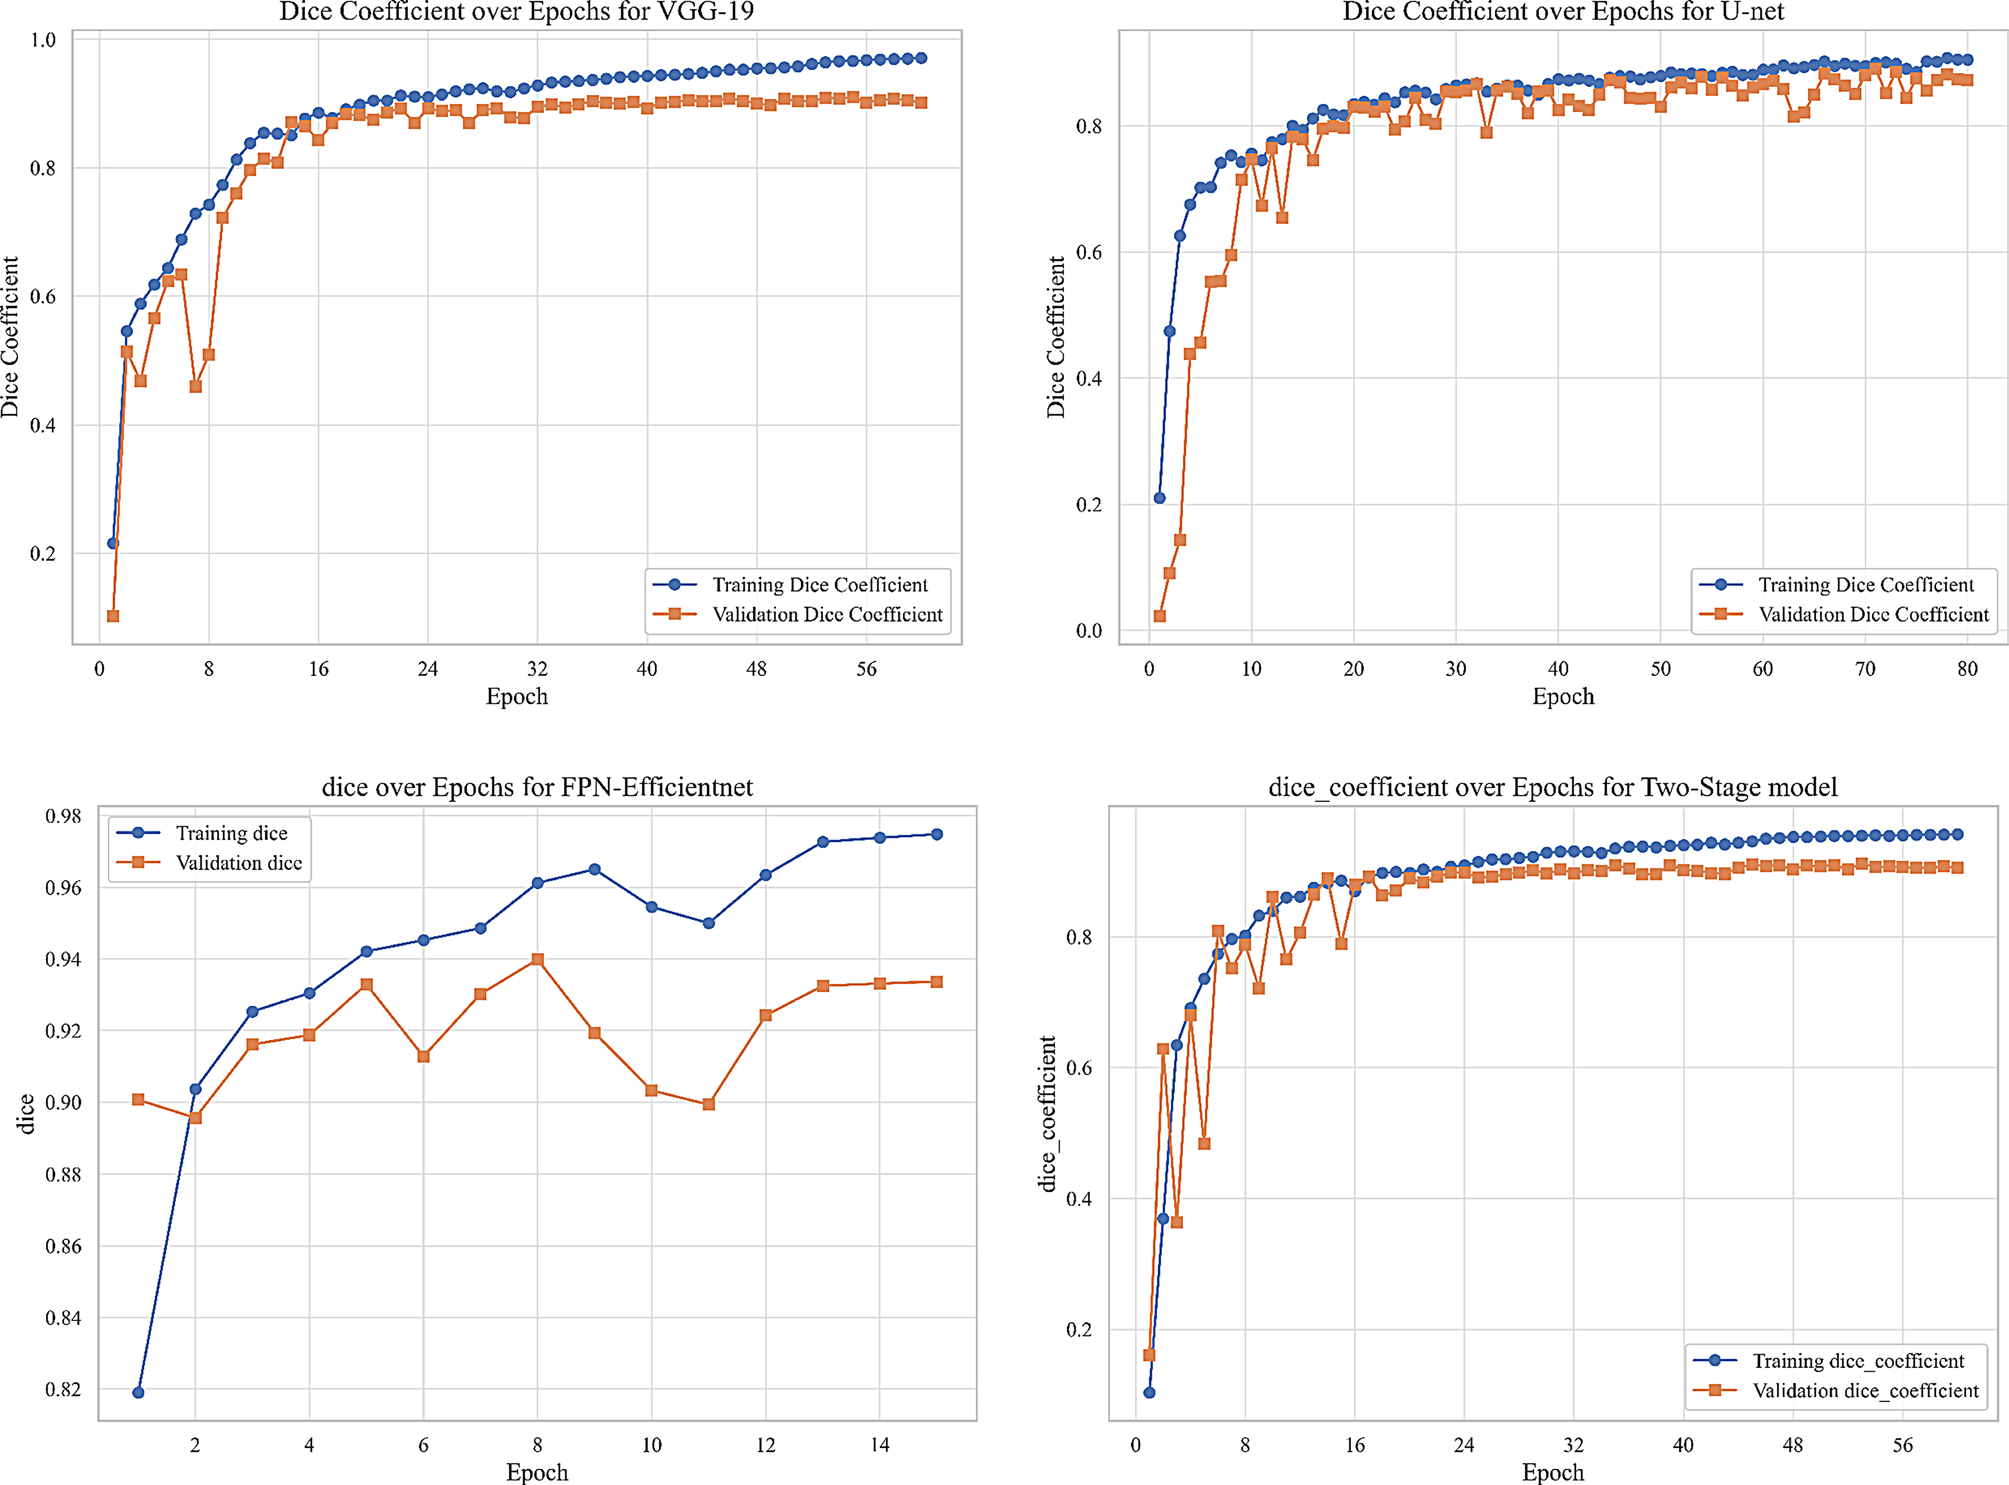 Dice Coefficient over Epochs for VGG-19
1.0
0.8
0.6
0.4
0.2
Dice Coefficient
Training Dice Coefficient
Validation Dice Coefficient
0 8 16 24 32 40 48 56
Epoch
Dice Coefficient over Epochs for U-net
0.8
0.6
0.4
0.2
0.0
Dice Coefficient
Training Dice Coefficient
Validation Dice Coefficient
0 10 20 30 40 50 60 70 80
Epoch
dice over Epochs for FPN-Efficientnet
0.98
0.96
0.94
0.92
0.90
0.88
0.86
0.84
0.82
dice
Training dice
Validation dice
2 4 6 8 10 12 14
Epoch
dice_coefficient over Epochs for Two-Stage model
0.8
0.6
0.4
0.2
dice_coefficient
Training dice_coefficient
Validation dice_coefficient
0 8 16 24 32 40 48 56
Epoch